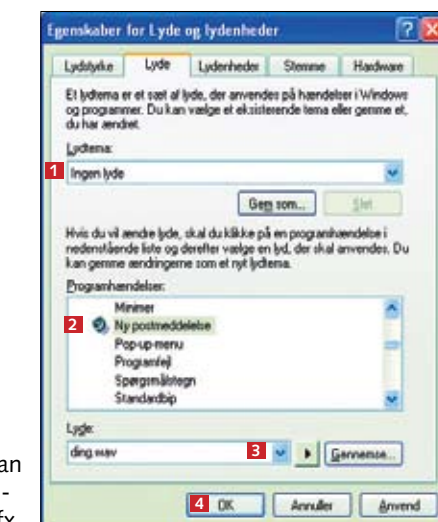 Egenskaber for Lyde og lydenheder
Lydstyrke Lyde Lydenheder Stemme Hardware
Et lydtema er et sæt af lyde, der anvendes på hændelser i Windows
og programmer. Du kan vælge et eksisterende tema eller gemme et,
du har ændret.
Lydtema:
1 Ingen lyde
Gem som... Slet
Hvis du vil ændre lyde, skal du klikke på en programhændelse i
nedenstående liste og derefter vælge en lyd, der skal anvendes. Du
kan gemme ændringerne som et nyt lydtema.
Programhændelser:
Minimer
2 Ny postmeddelelse
Pop-up-menu
Programfejl
Spørgsmålstegn
Standardbip
Lyde:
ding.wav 3 Gennemse...
an
-
fx
4 OK Annuller Anvend